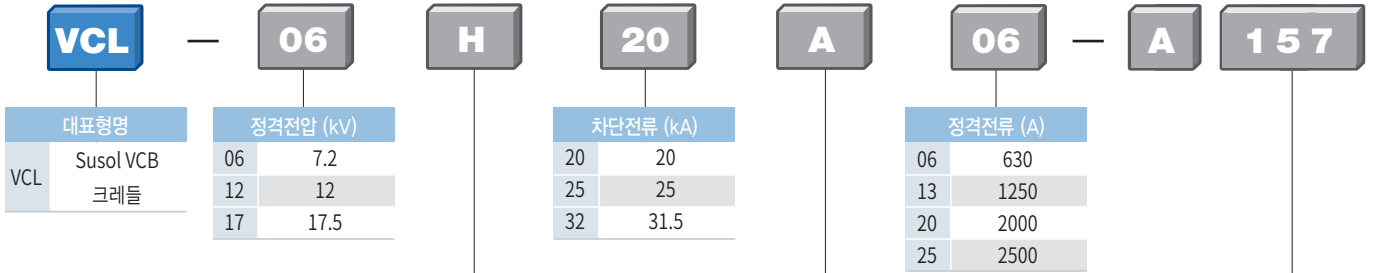 VCL — 06 H 20 A 06 — A 1 5 7
대표형명
VCL Susol VCB
크레들
정격전압 (kV)
06 7.2
12 12
17 17.5
차단전류 (kA)
20 20
25 25
32 31.5
정격전류 (A)
06 630
13 1250
20 2000
25 2500